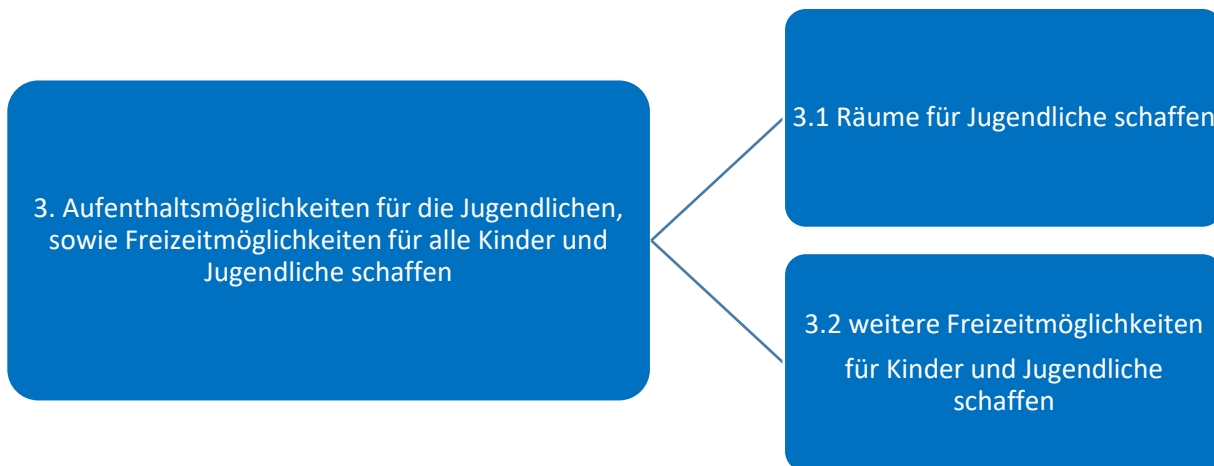 3. Aufenthaltsmöglichkeiten für die Jugendlichen,
sowie Freizeitmöglichkeiten für alle Kinder und
Jugendliche schaffen
3.1 Räume für Jugendliche schaffen
3.2 weitere Freizeitmöglichkeiten
für Kinder und Jugendliche
schaffen